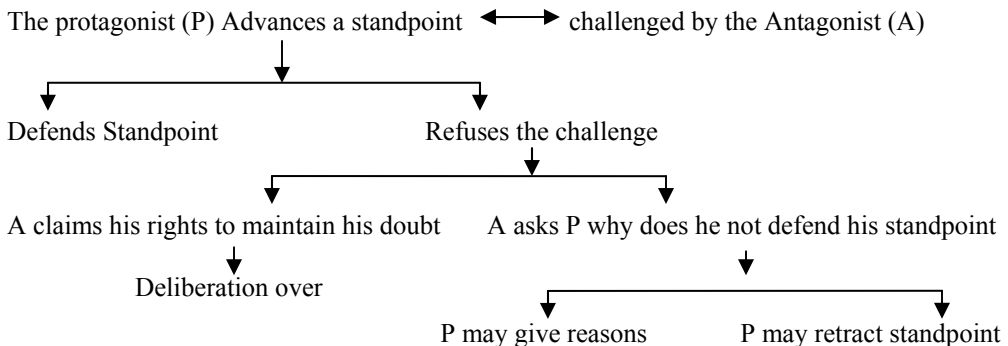 The protagonist (P) Advances a standpoint challenged by the Antagonist (A)
Defends Standpoint Refuses the challenge
A claims his rights to maintain his doubt A asks P why does he not defend his standpoint
Deliberation over
P may give reasons P may retract standpoint